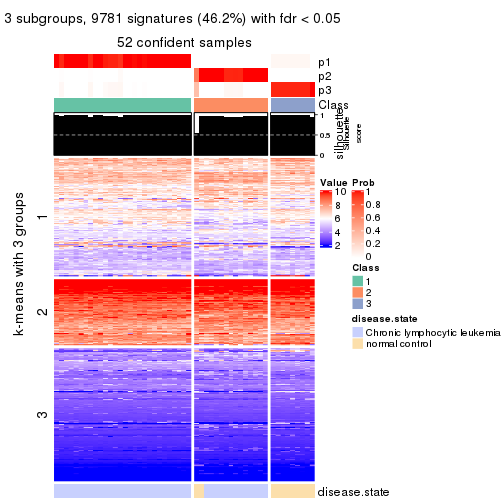 3 subgroups, 9781 signatures (46.2%) with fdr < 0.05
52 confident samples
p1
p2
p3
Class
1
0.5
0
silhouette
Silhouette
score
k-means with 3 groups
1
2
3
Value
10
8
6
4
2
Prob
1
0.8
0.6
0.4
0.2
0
Class
1
2
3
disease.state
Chronic lymphocytic leukemia
normal control
disease.state